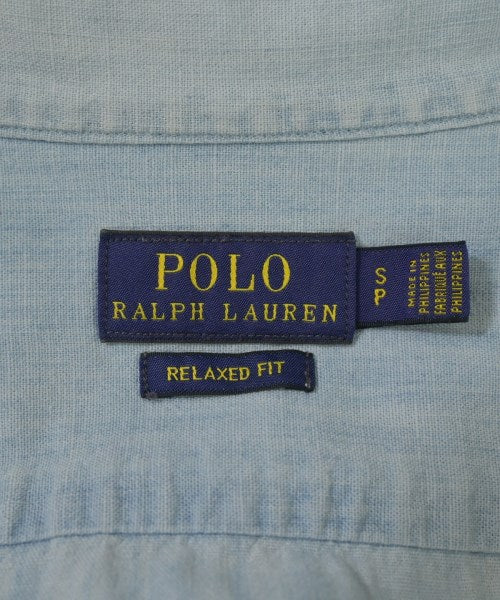 POLO
RALPH LAUREN
S
P
MADE IN
PHILIPPINES
FABRIQUÉ AUX
PHILIPPINES
RELAXED FIT